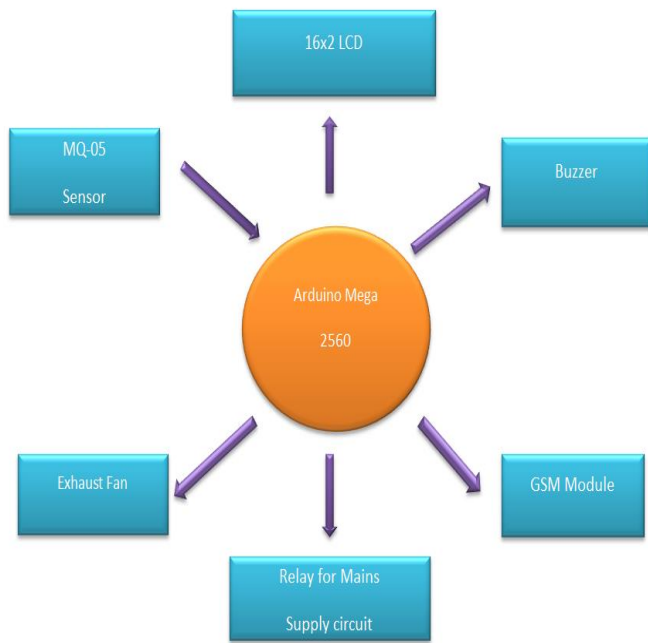 16x2 LCD
MQ-05
Sensor
Buzzer
Arduino Mega
2560
Exhaust Fan
GSM Module
Relay for Mains
Supply circuit